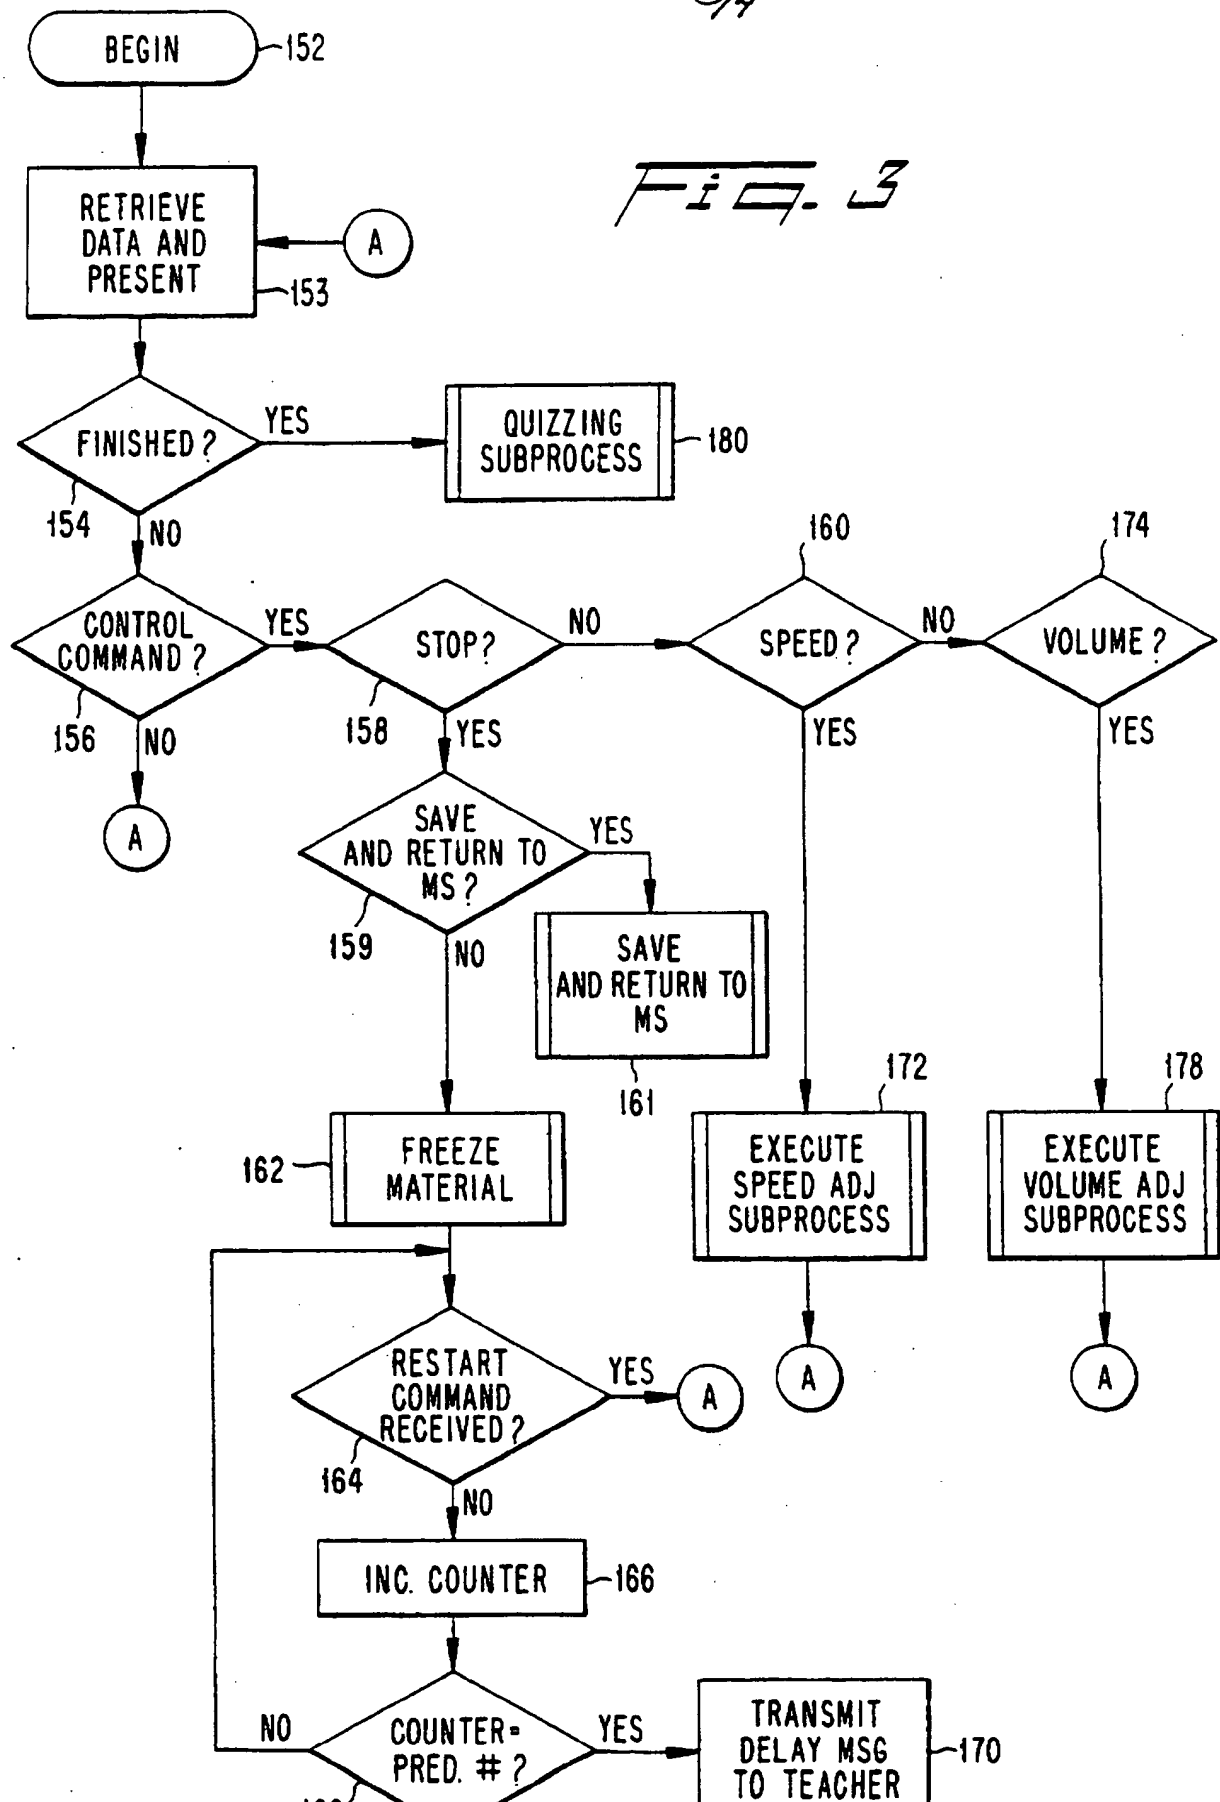 BEGIN
152
Fig. 3
RETRIEVE
DATA AND
PRESENT
A
153
FINISHED?
YES
154
NO
QUIZZING
SUBPROCESS
180
CONTROL
COMMAND?
YES
156
NO
A
STOP?
NO
158
YES
160
SPEED?
NO
YES
174
VOLUME?
YES
SAVE
AND RETURN TO
MS?
YES
159
NO
SAVE
AND RETURN TO
MS
161
162
FREEZE
MATERIAL
172
EXECUTE
SPEED ADJ
SUBPROCESS
178
EXECUTE
VOLUME ADJ
SUBPROCESS
A
A
RESTART
COMMAND
RECEIVED?
YES
A
164
NO
INC. COUNTER
166
NO
COUNTER=
PRED. #?
YES
TRANSMIT
DELAY MSG
TO TEACHER
170